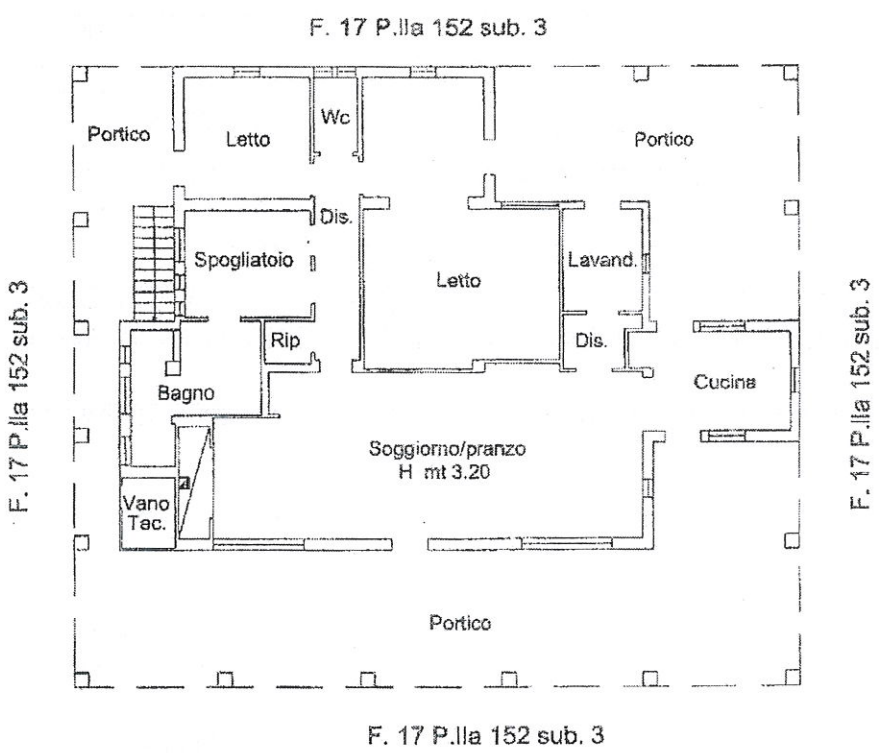 F. 17 P.lla 152 sub. 3
Portico
Letto
Wc
Portico
Dis.
Spogliatoio
Letto
Lavand.
F. 17 P.lla 152 sub. 3
Rip
Dis.
Bagno
Cucina
F. 17 P.lla 152 sub. 3
Soggiorno/pranzo
H mt 3.20
Vano
Tec.
Portico
F. 17 P.lla 152 sub. 3